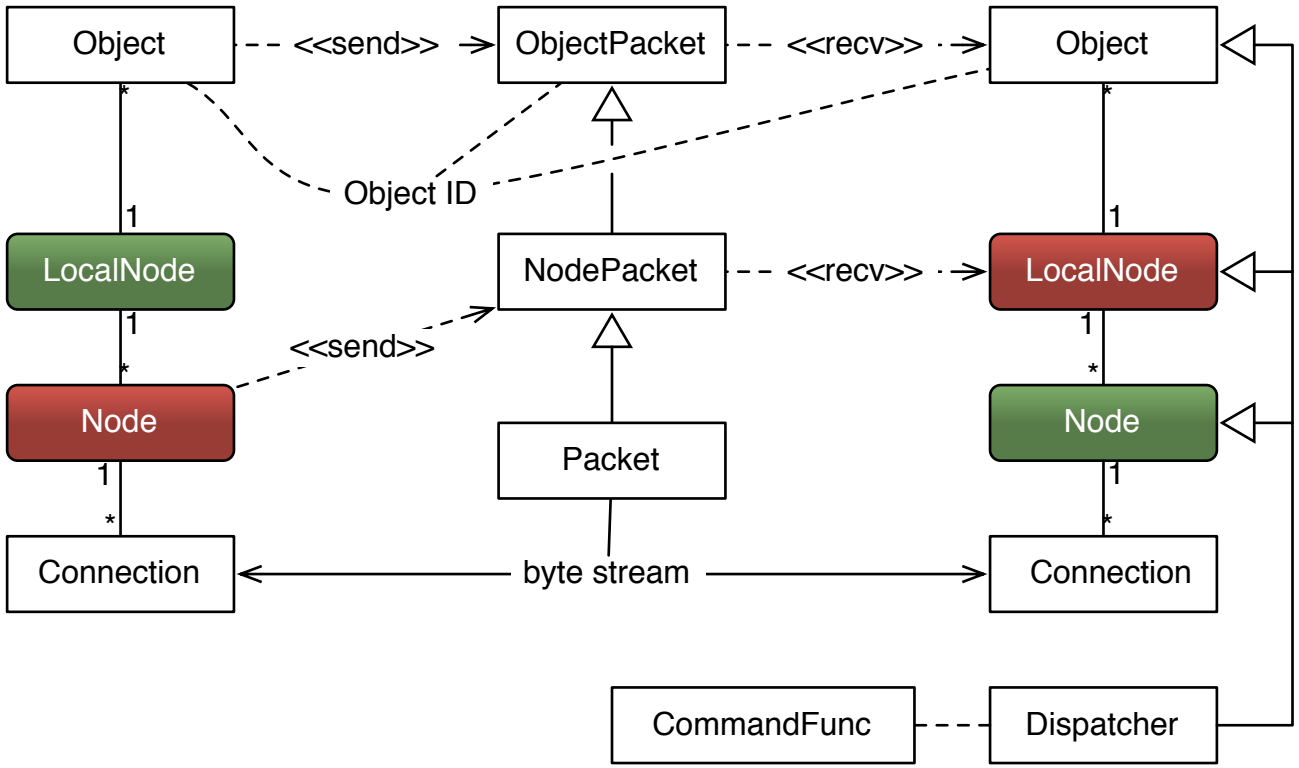 Object
<<send>>
ObjectPacket
<<recv>>
Object
*
*
Object ID
1
1
LocalNode
NodePacket
<<recv>>
LocalNode
1
1
<<send>>
*
*
Node
Node
Packet
1
1
*
*
Connection
byte stream
Connection
CommandFunc
Dispatcher